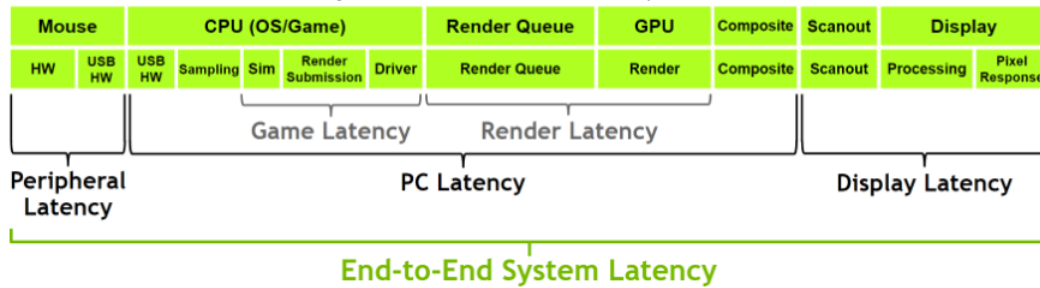 Mouse CPU (OS/Game) Render Queue GPU Composite Scanout Display
HW USB HW USB HW Sampling Sim Render Submission Driver Render Queue Render Composite Scanout Processing Pixel Response
Game Latency Render Latency
Peripheral Latency PC Latency Display Latency
End-to-End System Latency